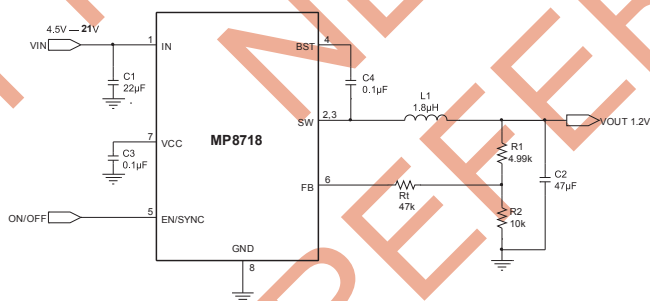 4.5V — 21V
VIN
1
IN
C1
22µF
7
VCC
C3
0.1µF
ON/OFF
5
EN/SYNC
MP8718
GND
8
BST
4
C4
0.1µF
SW
2,3
L1
1.8µH
FB
6
Rt
47k
R1
4.99k
R2
10k
C2
47µF
VOUT 1.2V